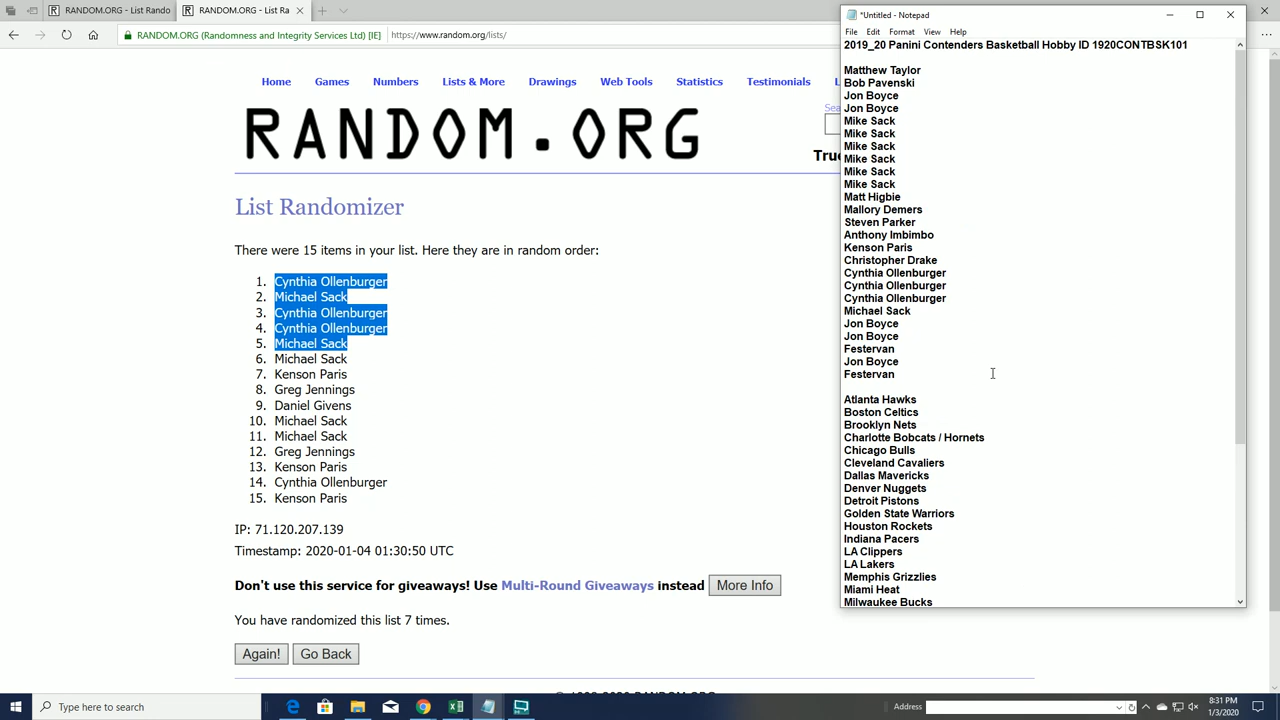 RANDOM.ORG - List Rando
RANDOM.ORG - List Ra
RANDOM.ORG (Randomness and Integrity Services Ltd) [IE]
https://www.random.org/lists/
Home Games Numbers Lists & More Drawings Web Tools Statistics Testimonials
RANDOM.ORG
List Randomizer
There were 15 items in your list. Here they are in random order:
1. Cynthia Ollenburger
2. Michael Sack
3. Cynthia Ollenburger
4. Cynthia Ollenburger
5. Michael Sack
6. Michael Sack
7. Kenson Paris
8. Greg Jennings
9. Daniel Givens
10. Michael Sack
11. Michael Sack
12. Greg Jennings
13. Kenson Paris
14. Cynthia Ollenburger
15. Kenson Paris
IP: 71.120.207.139
Timestamp: 2020-01-04 01:30:50 UTC
Don't use this service for giveaways! Use Multi-Round Giveaways instead More Info
You have randomized this list 7 times.
Again! Go Back
*Untitled - Notepad
File Edit Format View Help
2019_20 Panini Contenders Basketball Hobby ID 1920CONTBSK101
Matthew Taylor
Bob Pavenski
Jon Boyce
Jon Boyce
Mike Sack
Mike Sack
Mike Sack
Mike Sack
Mike Sack
Mike Sack
Matt Higbie
Mallory Demers
Steven Parker
Anthony Imbimbo
Kenson Paris
Christopher Drake
Cynthia Ollenburger
Cynthia Ollenburger
Cynthia Ollenburger
Michael Sack
Jon Boyce
Jon Boyce
Festervan
Jon Boyce
Festervan
Atlanta Hawks
Boston Celtics
Brooklyn Nets
Charlotte Bobcats / Hornets
Chicago Bulls
Cleveland Cavaliers
Dallas Mavericks
Denver Nuggets
Detroit Pistons
Golden State Warriors
Houston Rockets
Indiana Pacers
LA Clippers
LA Lakers
Memphis Grizzlies
Miami Heat
Milwaukee Bucks
Type here to search
Address
8:31 PM
1/3/2020